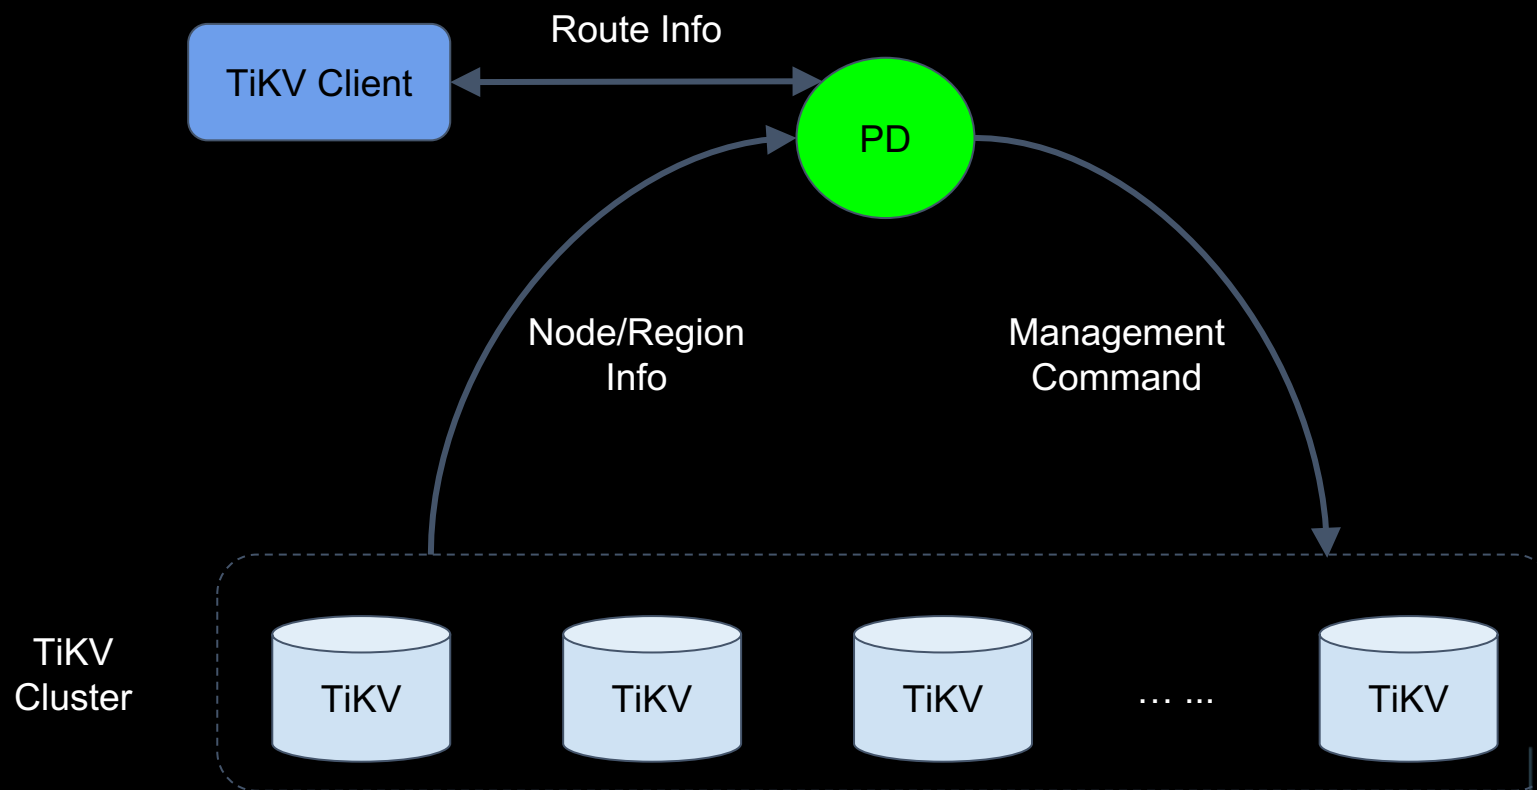 Route Info
TiKV Client
PD
Node/Region
Info
Management
Command
TiKV
Cluster
TiKV
TiKV
TiKV
... ...
TiKV